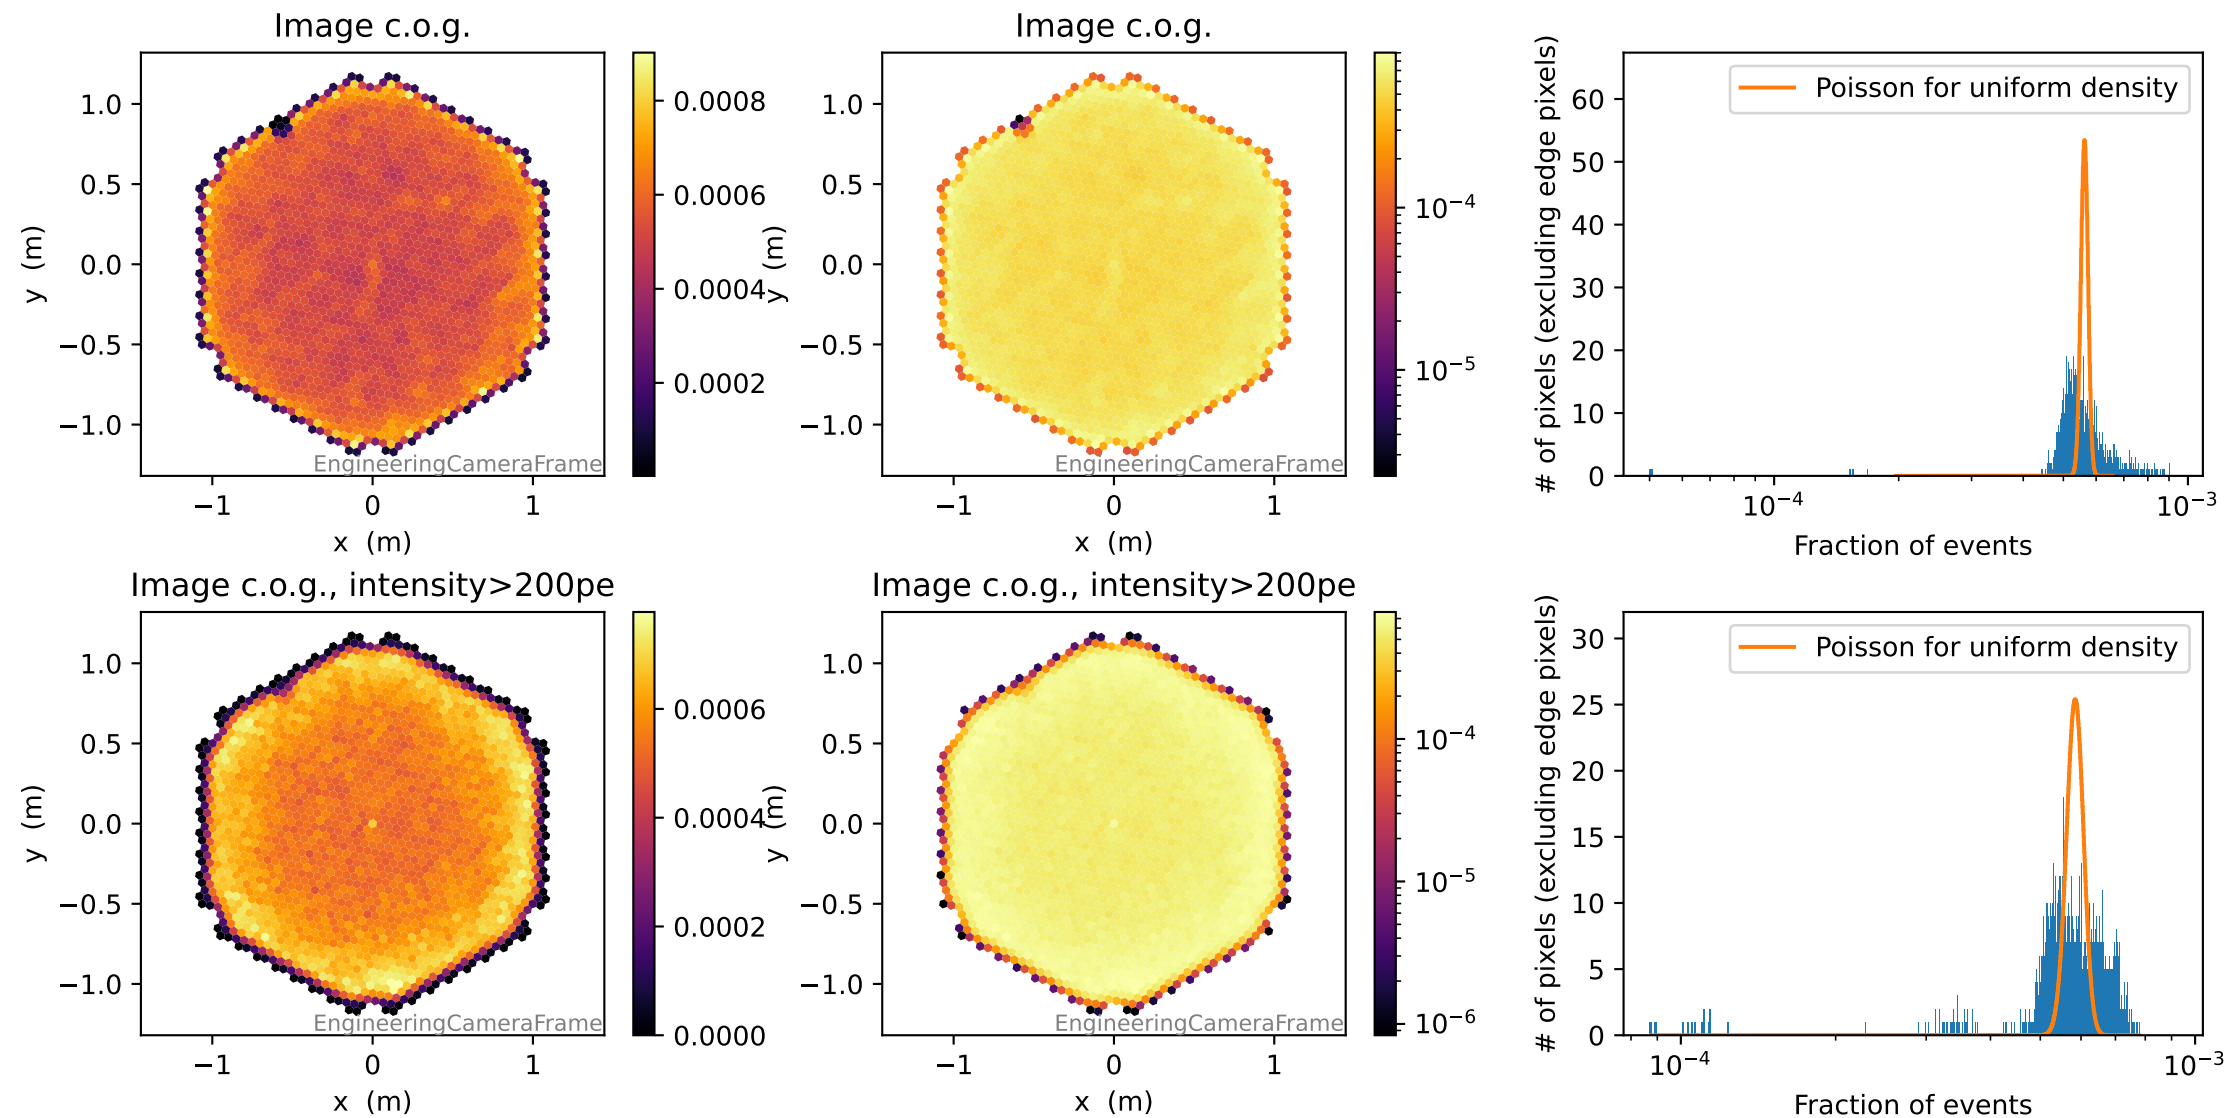 Image c.o.g.
1.0
0.5
0.0
−0.5
−1.0
y (m)
−1
0
1
x (m)
EngineeringCameraFrame
0.0008
0.0006
0.0004
0.0002
Image c.o.g.
1.0
0.5
0.0
−0.5
−1.0
y (m)
−1
0
1
x (m)
EngineeringCameraFrame
10⁻⁴
10⁻⁵
Poisson for uniform density
60
50
40
30
20
10
0
# of pixels (excluding edge pixels)
10⁻⁴
10⁻³
Fraction of events
Image c.o.g., intensity>200pe
1.0
0.5
0.0
−0.5
−1.0
y (m)
−1
0
1
x (m)
EngineeringCameraFrame
0.0006
0.0004
0.0002
0.0000
Image c.o.g., intensity>200pe
1.0
0.5
0.0
−0.5
−1.0
y (m)
−1
0
1
x (m)
EngineeringCameraFrame
10⁻⁴
10⁻⁵
10⁻⁶
Poisson for uniform density
30
25
20
15
10
5
0
# of pixels (excluding edge pixels)
10⁻⁴
10⁻³
Fraction of events